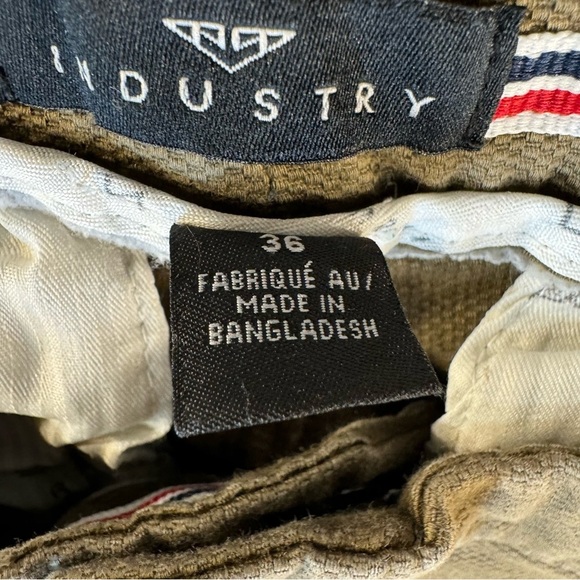 INDUSTRY
36
FABRIQUÉ AU/
MADE IN
BANGLADESH